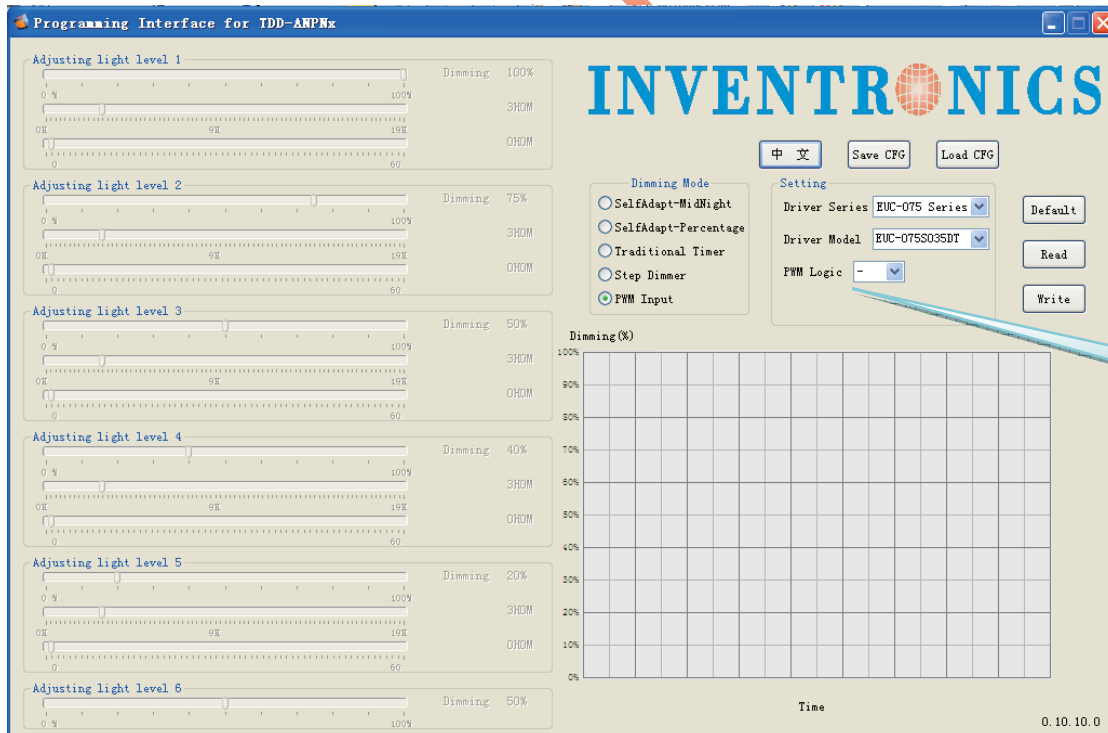 Programming Interface for TDD-ANPNx
Adjusting light level 1
Dimming 100%
0 % 100%
3HOM
0H 9H 19H
0HOM
0 60
Adjusting light level 2
Dimming 75%
0 % 100%
3HOM
0H 9H 19H
0HOM
0 60
Adjusting light level 3
Dimming 50%
0 % 100%
3HOM
0H 9H 19H
0HOM
0 60
Adjusting light level 4
Dimming 40%
0 % 100%
3HOM
0H 9H 19H
0HOM
0 60
Adjusting light level 5
Dimming 20%
0 % 100%
3HOM
0H 9H 19H
0HOM
0 60
Adjusting light level 6
Dimming 50%
0 % 100%
INVENTRONICS
中 文 Save CFG Load CFG
Dimming Mode
SelfAdapt-MidNight
SelfAdapt-Percentage
Traditional Timer
Step Dimmer
PWM Input
Setting
Driver Series EUC-075 Series
Driver Model EUC-075S035DT
PWM Logic -
Default
Read
Write
Dimming(%)
100%
90%
80%
70%
60%
50%
40%
30%
20%
10%
0%
Time
0.10.10.0